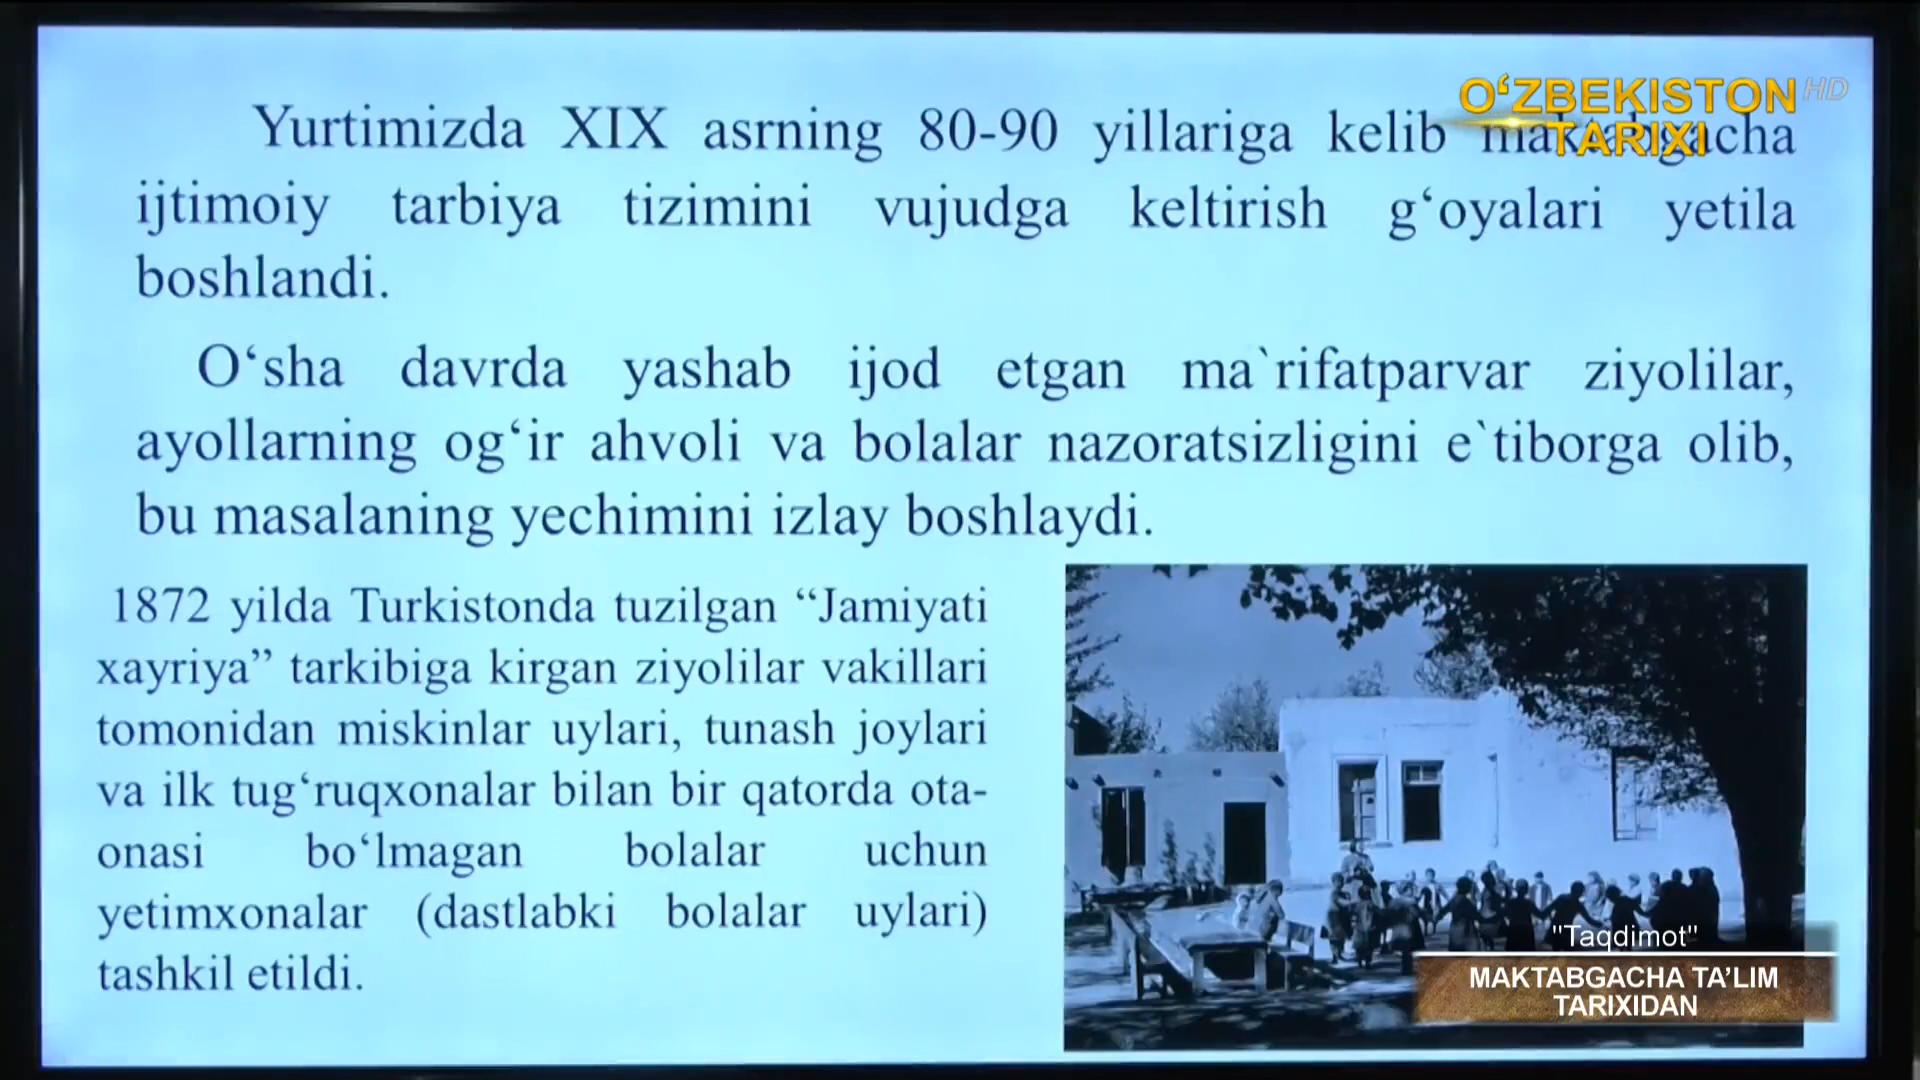 O‘ZBEKISTON HD
TARIXI
Yurtimizda XIX asrning 80-90 yillariga kelib maktabgacha
ijtimoiy tarbiya tizimini vujudga keltirish g‘oyalari yetila
boshlandi.
O‘sha davrda yashab ijod etgan ma`rifatparvar ziyolilar,
ayollarning og‘ir ahvoli va bolalar nazoratsizligini e`tiborga olib,
bu masalaning yechimini izlay boshlaydi.
1872 yilda Turkistonda tuzilgan “Jamiyati
xayriya” tarkibiga kirgan ziyolilar vakillari
tomonidan miskinlar uylari, tunash joylari
va ilk tug‘ruqxonalar bilan bir qatorda ota-
onasi bo‘lmagan bolalar uchun
yetimxonalar (dastlabki bolalar uylari)
tashkil etildi.
"Taqdimot"
MAKTABGACHA TA’LIM
TARIXIDAN